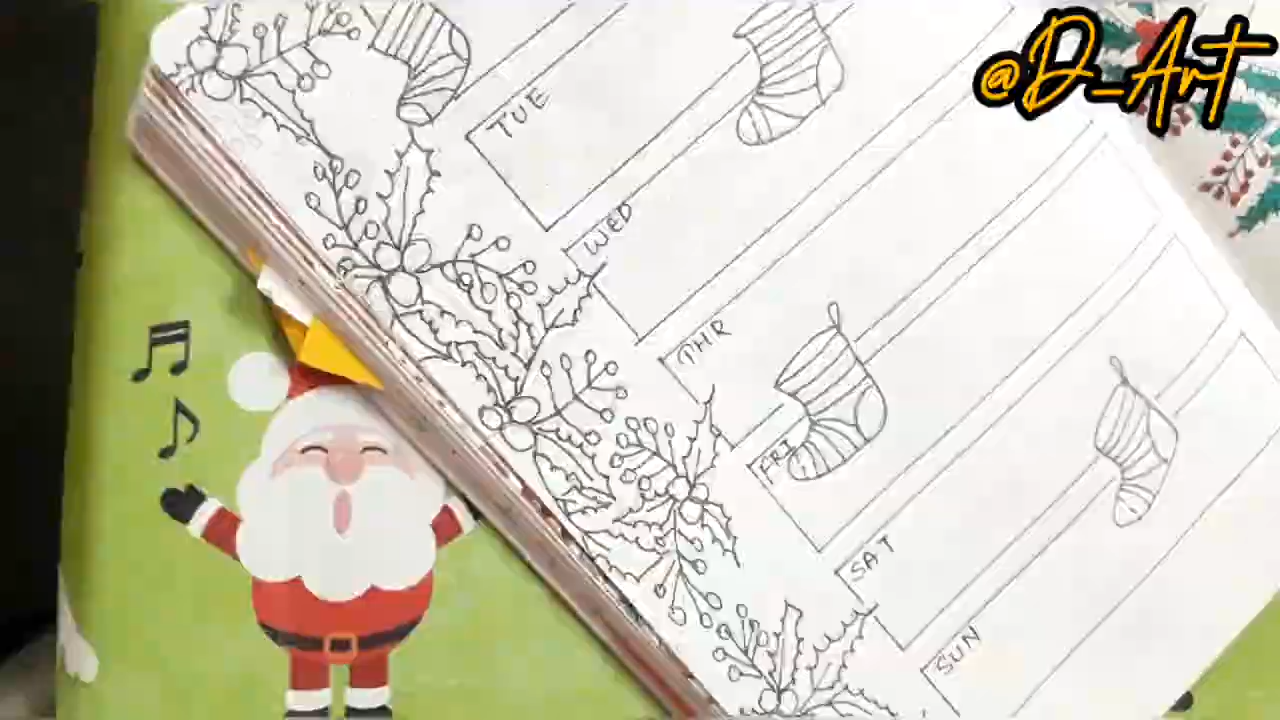 @D_Art
TUE
WED
THR
FRI
SAT
SUN